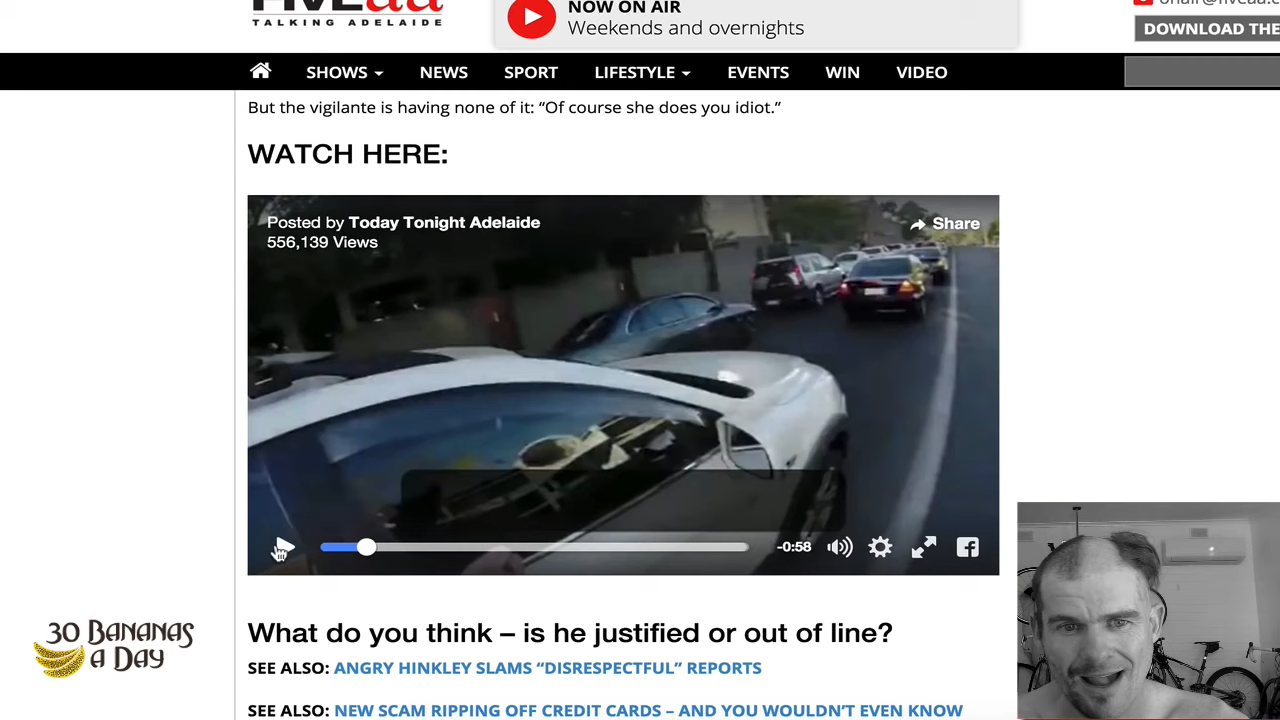 FIVEaa
TALKING ADELAIDE
NOW ON AIR
Weekends and overnights
DOWNLOAD THE
SHOWS
NEWS
SPORT
LIFESTYLE
EVENTS
WIN
VIDEO
But the vigilante is having none of it: “Of course she does you idiot.”
WATCH HERE:
Posted by Today Tonight Adelaide
556,139 Views
Share
-0:58
30 BANANAS
A DAY
What do you think – is he justified or out of line?
SEE ALSO: ANGRY HINKLEY SLAMS “DISRESPECTFUL” REPORTS
SEE ALSO: NEW SCAM RIPPING OFF CREDIT CARDS – AND YOU WOULDN’T EVEN KNOW